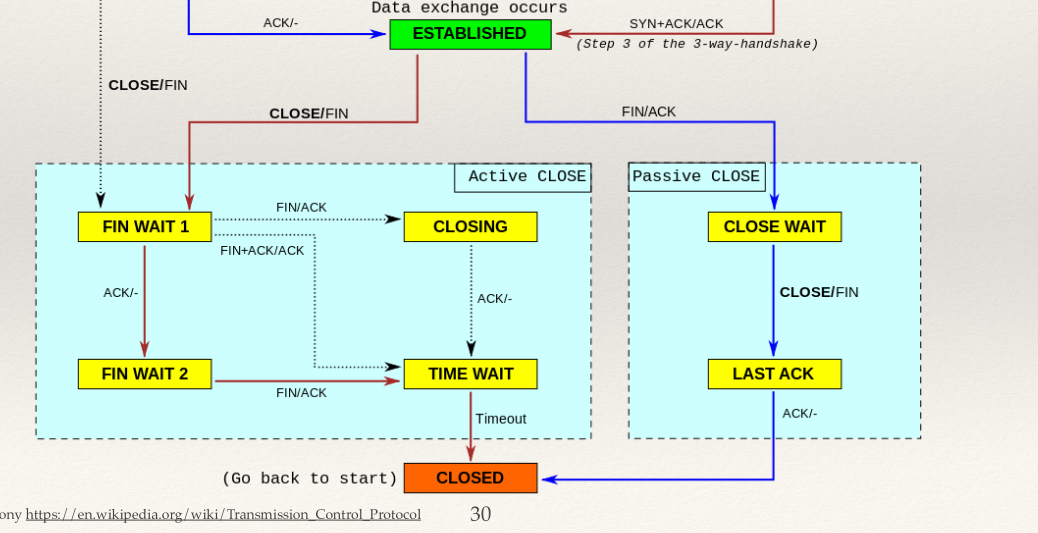 Data exchange occurs
ACK/-
ESTABLISHED
SYN+ACK/ACK
(Step 3 of the 3-way-handshake)
CLOSE/FIN
CLOSE/FIN
FIN/ACK
Active CLOSE
Passive CLOSE
FIN WAIT 1
FIN/ACK
CLOSING
CLOSE WAIT
FIN+ACK/ACK
ACK/-
ACK/-
CLOSE/FIN
FIN WAIT 2
TIME WAIT
LAST ACK
FIN/ACK
Timeout
ACK/-
(Go back to start)
CLOSED
ony https://en.wikipedia.org/wiki/Transmission_Control_Protocol
30